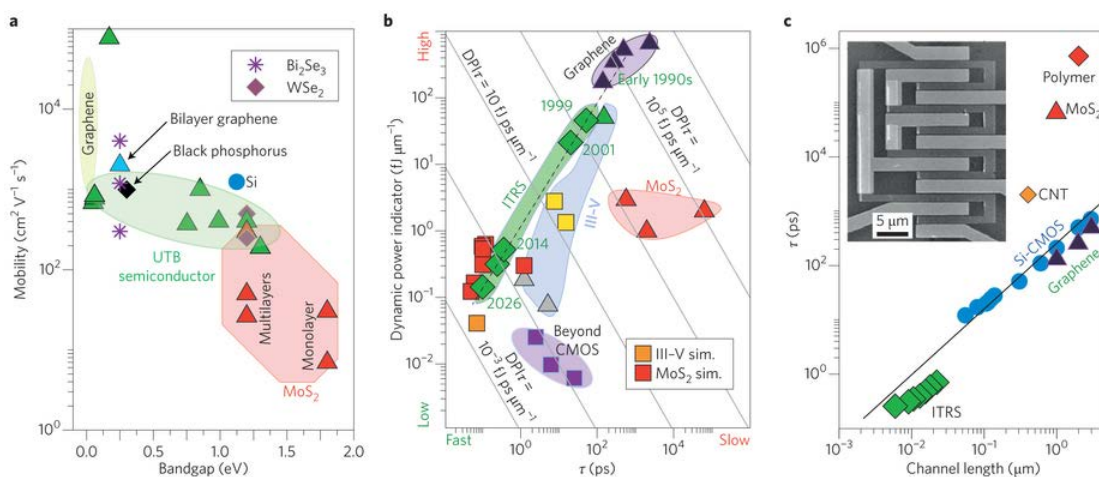 a
Mobility (cm² V⁻¹ s⁻¹)
10⁴
10²
10⁰
Graphene
Bi₂Se₃
WSe₂
Bilayer graphene
Black phosphorus
Si
UTB
semiconductor
Multilayers
Monolayer
MoS₂
0.0
0.5
1.0
1.5
2.0
Bandgap (eV)
b
High
Dynamic power indicator (fJ μm⁻¹)
Low
10³
10²
10¹
10⁰
10⁻¹
10⁻²
DPIτ = 10 fJ ps μm⁻¹
Graphene
Early 1990s
DPIτ =
10⁵ fJ ps μm⁻¹
1999
2001
ITRS
III–V
MoS₂
2014
2026
Beyond
CMOS
DPIτ =
10⁻³ fJ ps μm⁻¹
III–V sim.
MoS₂ sim.
Fast
10⁰
10²
10⁴
Slow
τ (ps)
c
τ (ps)
10⁶
10⁴
10²
10⁰
5 μm
Polymer
MoS₂
CNT
Si-CMOS
Graphene
ITRS
10⁻³
10⁻²
10⁻¹
10⁰
Channel length (μm)